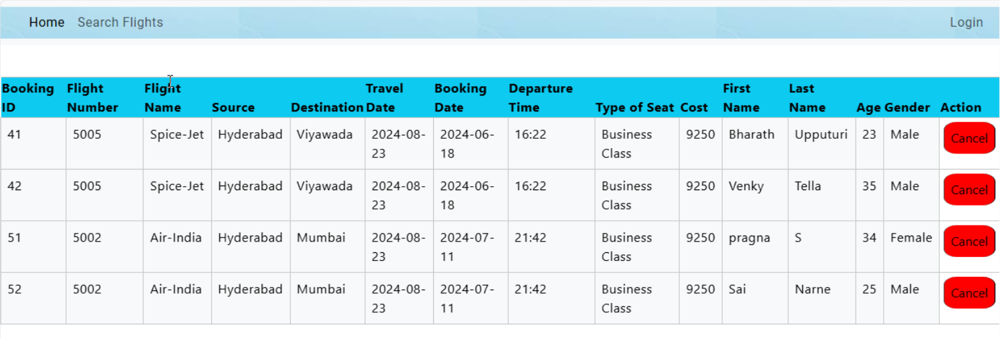 Home Search Flights Login
Booking Flight Flight Travel Booking Departure First Last
ID Number Name Source Destination Date Date Time Type of Seat Cost Name Name Age Gender Action
41 5005 Spice-Jet Hyderabad Viyawada 2024-08- 2024-06- 16:22 Business 9250 Bharath Upputuri 23 Male Cancel
23 18 Class
42 5005 Spice-Jet Hyderabad Viyawada 2024-08- 2024-06- 16:22 Business 9250 Venky Tella 35 Male Cancel
23 18 Class
51 5002 Air-India Hyderabad Mumbai 2024-08- 2024-07- 21:42 Business 9250 pragna S 34 Female Cancel
23 11 Class
52 5002 Air-India Hyderabad Mumbai 2024-08- 2024-07- 21:42 Business 9250 Sai Narne 25 Male Cancel
23 11 Class